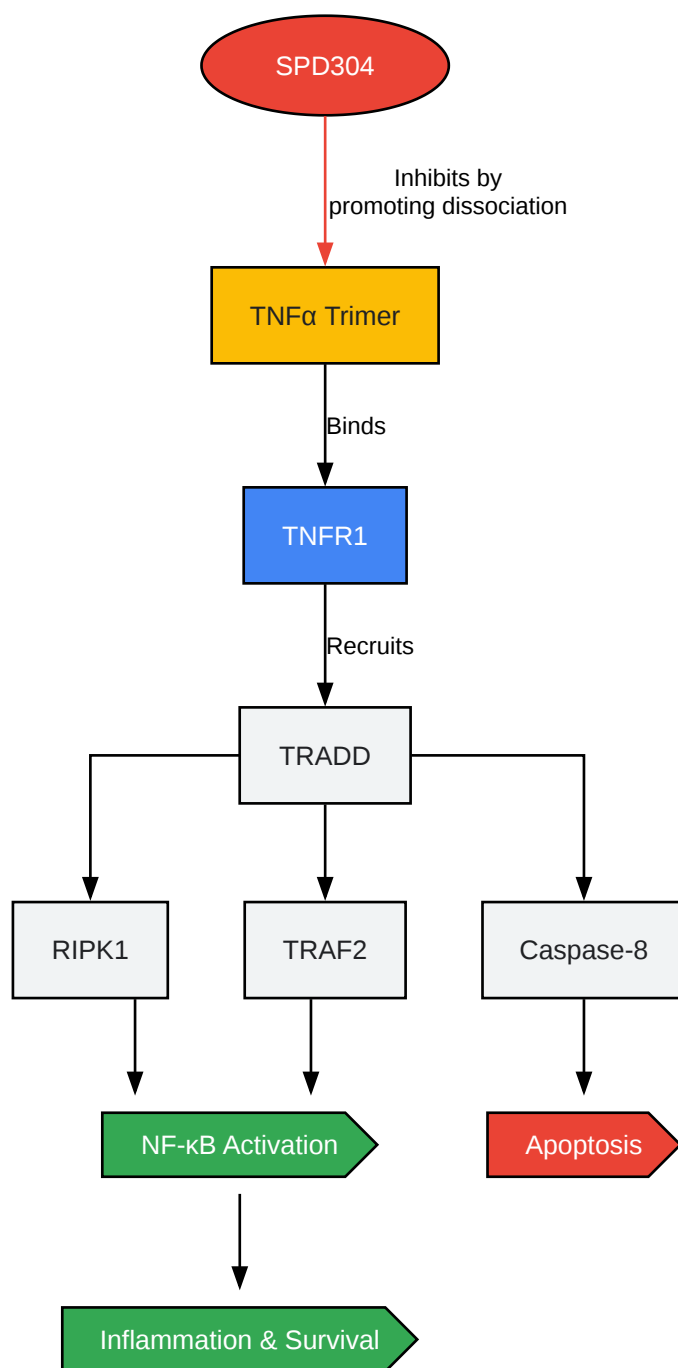 SPD304
Inhibits by
promoting dissociation
TNFα Trimer
Binds
TNFR1
Recruits
TRADD
RIPK1
TRAF2
Caspase-8
NF-κB Activation
Apoptosis
Inflammation & Survival